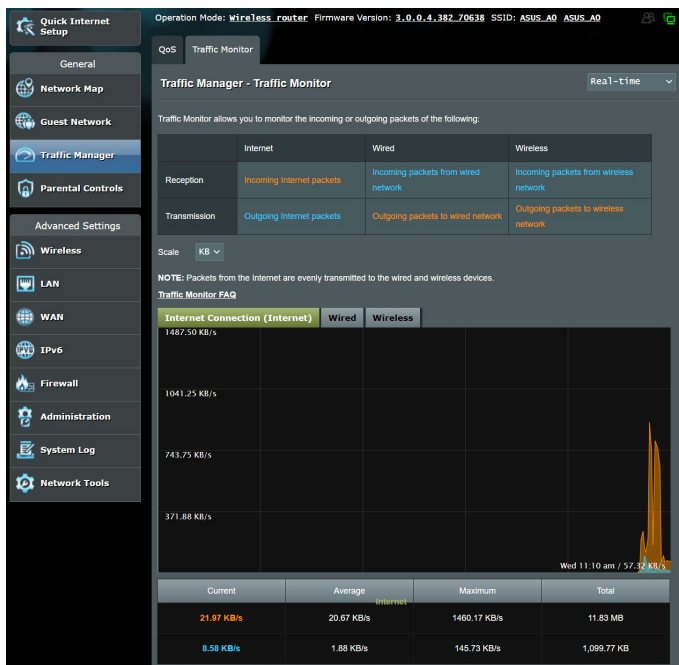 Quick Internet
Setup
Operation Mode: Wireless router Firmware Version: 3.0.0.4.382_70638 SSID: ASUS_A0 ASUS_A0
General
Network Map
Guest Network
Traffic Manager
Parental Controls
Advanced Settings
Wireless
LAN
WAN
IPv6
Firewall
Administration
System Log
Network Tools
QoS Traffic Monitor
Traffic Manager - Traffic Monitor Real-time
Traffic Monitor allows you to monitor the incoming or outgoing packets of the following:
Internet Wired Wireless
Reception Incoming Internet packets Incoming packets from wired network Incoming packets from wireless network
Transmission Outgoing Internet packets Outgoing packets to wired network Outgoing packets to wireless network
Scale KB
NOTE: Packets from the Internet are evenly transmitted to the wired and wireless devices.
Traffic Monitor FAQ
Internet Connection (Internet) Wired Wireless
1487.50 KB/s
1041.25 KB/s
743.75 KB/s
371.88 KB/s
Wed 11:10 am / 57.32 KB/s
Current Average Maximum Total
Internet
21.97 KB/s 20.67 KB/s 1460.17 KB/s 11.83 MB
8.58 KB/s 1.88 KB/s 145.73 KB/s 1,099.77 KB